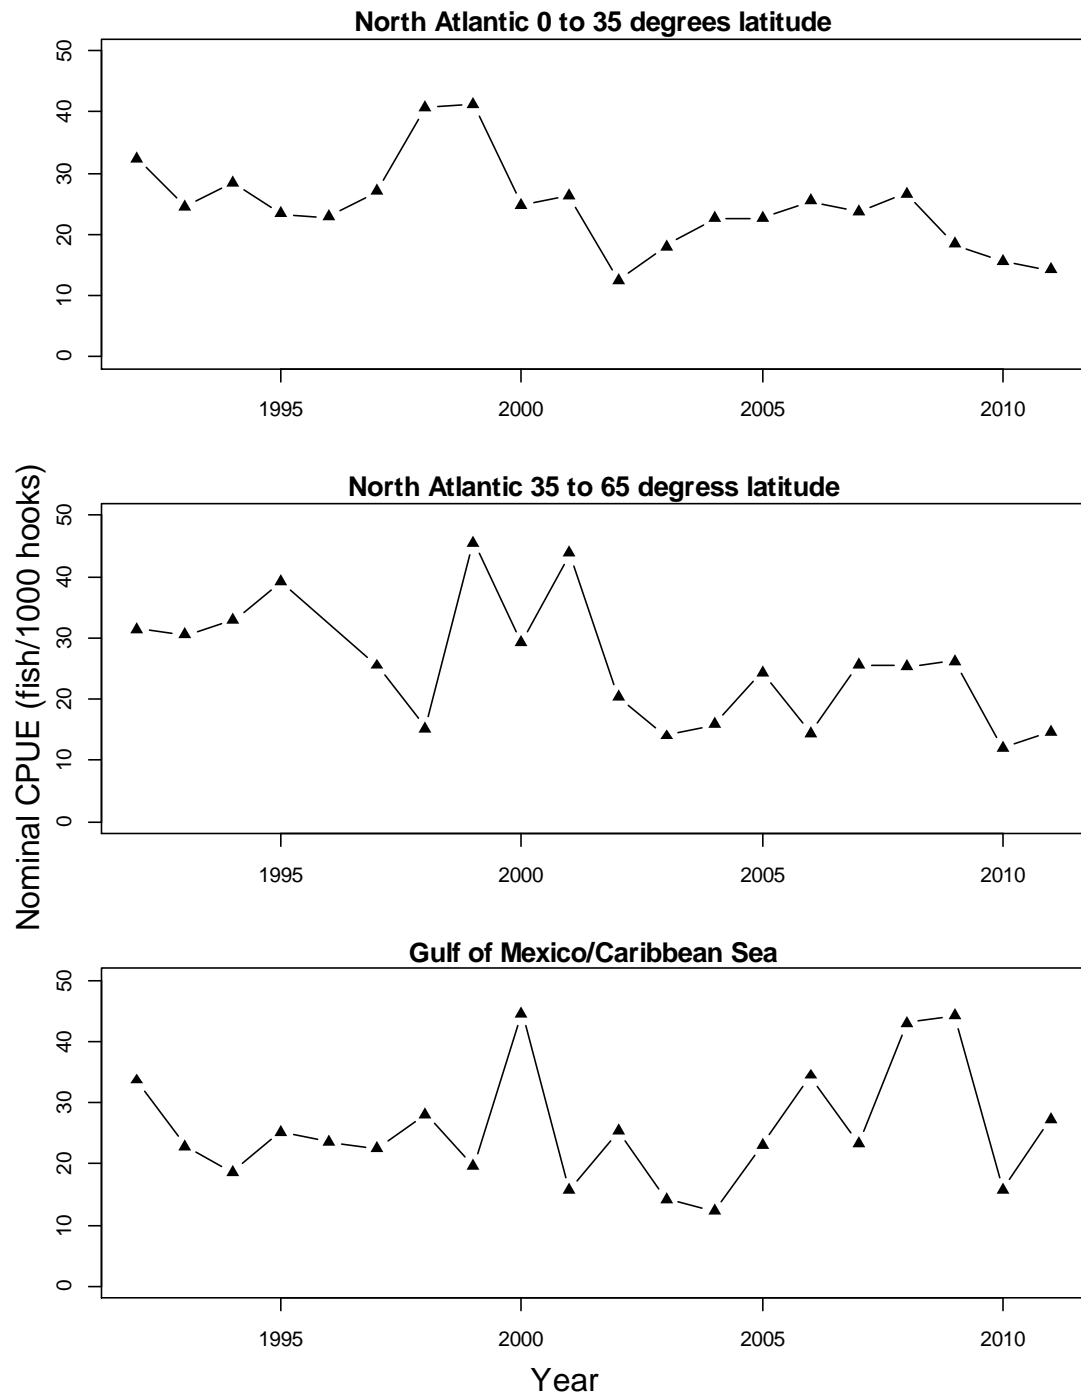 North Atlantic 0 to 35 degrees latitude
50
40
30
20
10
0
1995 2000 2005 2010
North Atlantic 35 to 65 degress latitude
50
40
30
20
10
0
1995 2000 2005 2010
Nominal CPUE (fish/1000 hooks)
Gulf of Mexico/Caribbean Sea
50
40
30
20
10
0
1995 2000 2005 2010
Year